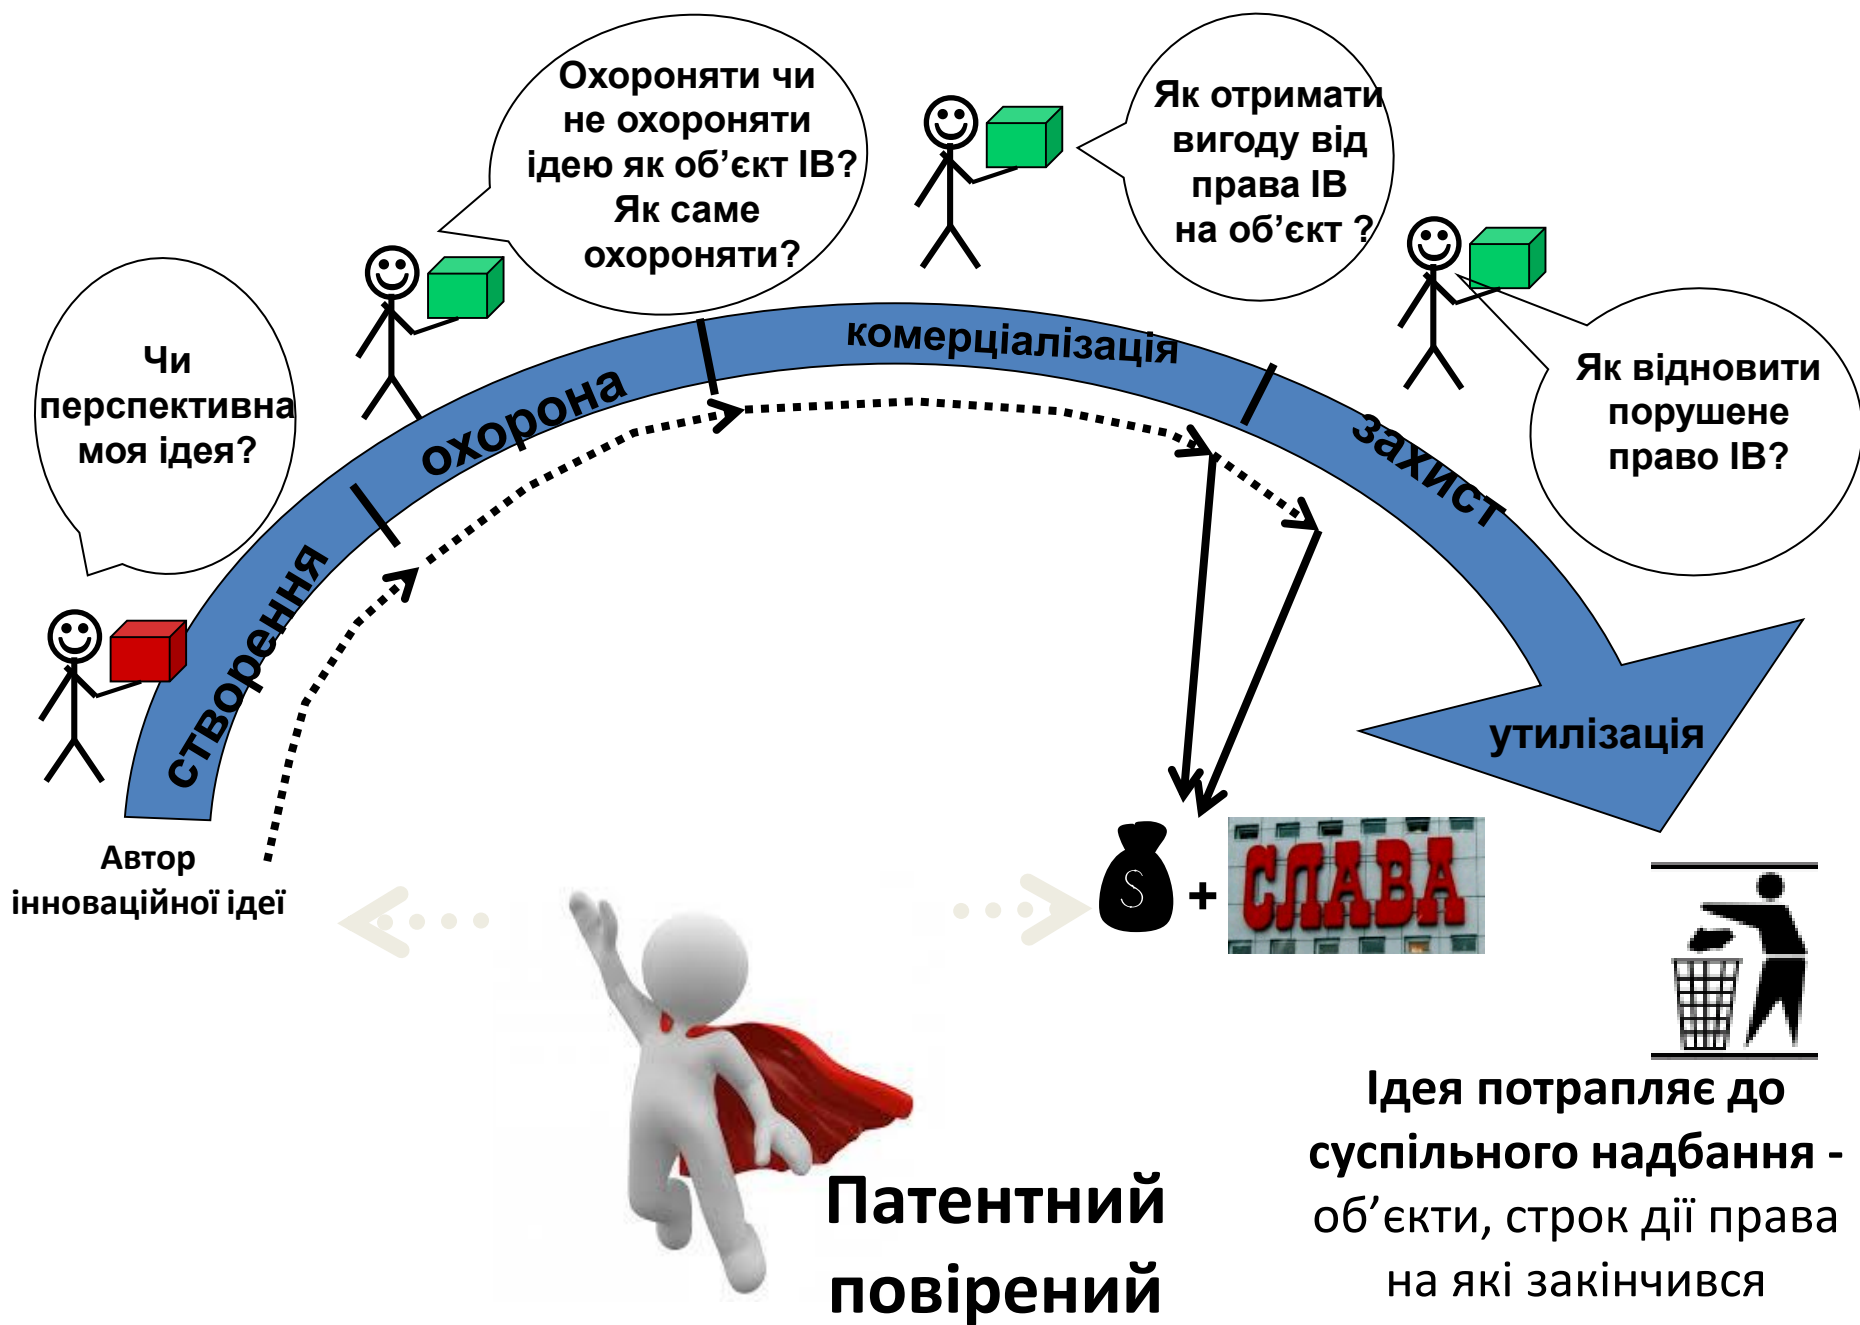 Чи
перспективна
моя ідея?
Охороняти чи
не охороняти
ідею як об’єкт ІВ?
Як саме
охороняти?
Як отримати
вигоду від
права ІВ
на об’єкт ?
Як відновити
порушене
право ІВ?
створення
охорона
комерціалізація
захист
утилізація
Автор
інноваційної ідеї
S
+
СЛАВА
Патентний
повірений
Ідея потрапляє до
суспільного надбання -
об’єкти, строк дії права
на які закінчився